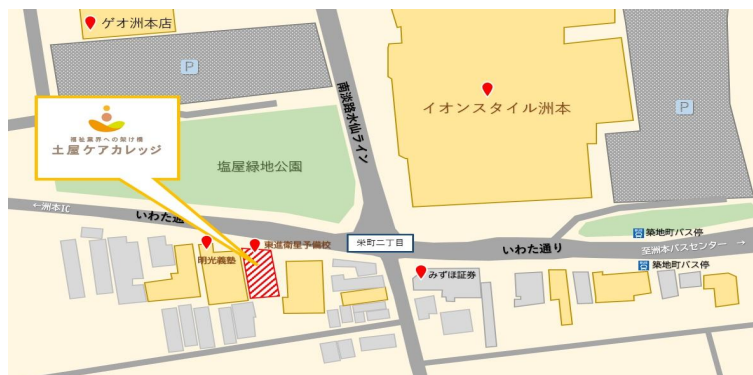 ゲオ洲本店
P
福祉業界への架け橋
土屋ケアカレッジ
塩屋緑地公園
南淡路水仙ライン
イオンスタイル洲本
P
←洲本IC
いわた通
東進衛星予備校
明光義塾
栄町二丁目
いわた通り
築地町バス停
至洲本バスセンター →
築地町バス停
みずほ証券